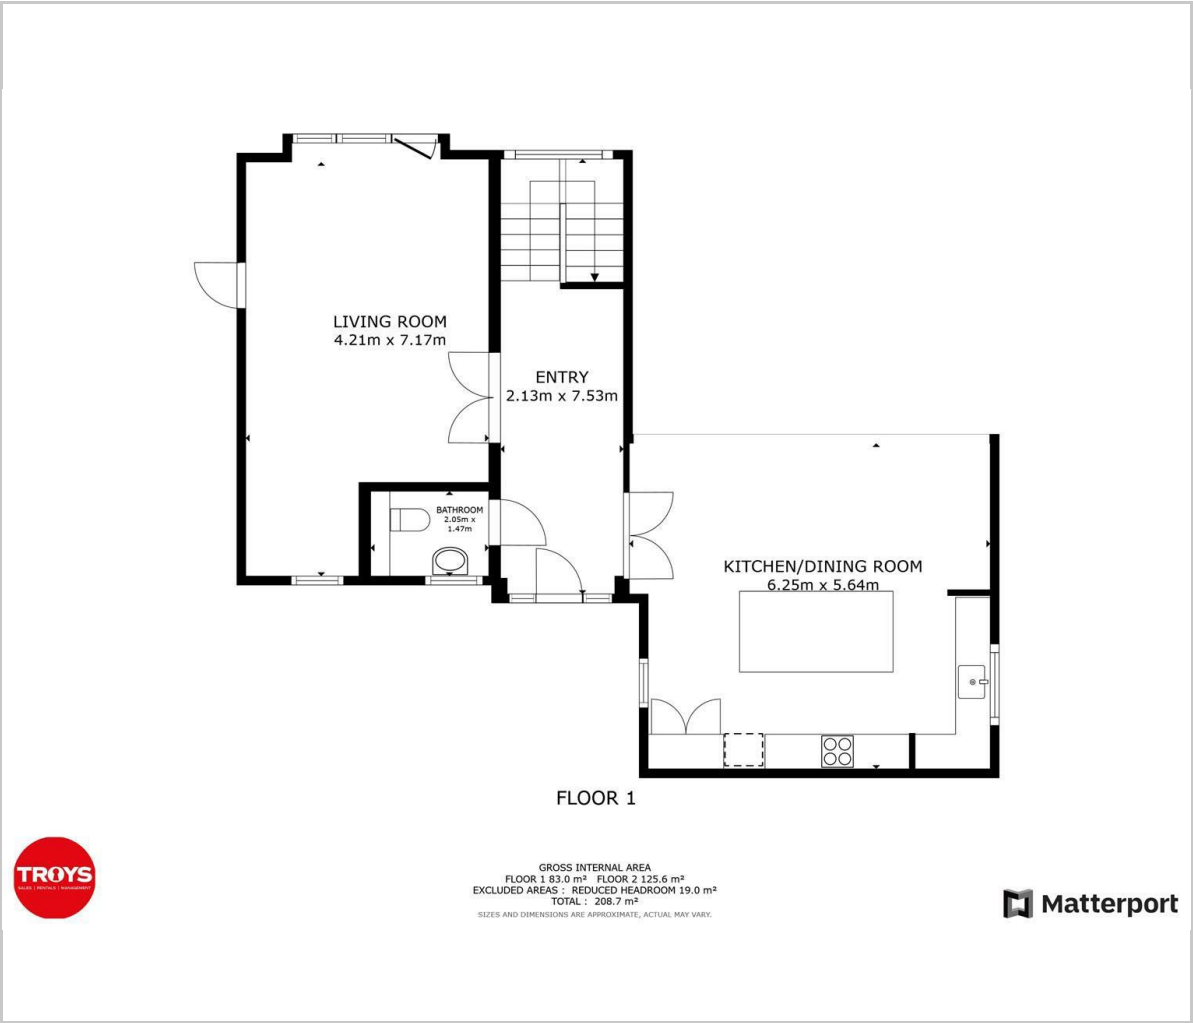 LIVING ROOM
4.21m x 7.17m
ENTRY
2.13m x 7.53m
BATHROOM
2.05m x
1.47m
KITCHEN/DINING ROOM
6.25m x 5.64m
FLOOR 1
TROYS
SALES | RENTALS | MANAGEMENT
GROSS INTERNAL AREA
FLOOR 1 83.0 m² FLOOR 2 125.6 m²
EXCLUDED AREAS : REDUCED HEADROOM 19.0 m²
TOTAL : 208.7 m²
SIZES AND DIMENSIONS ARE APPROXIMATE, ACTUAL MAY VARY.
Matterport